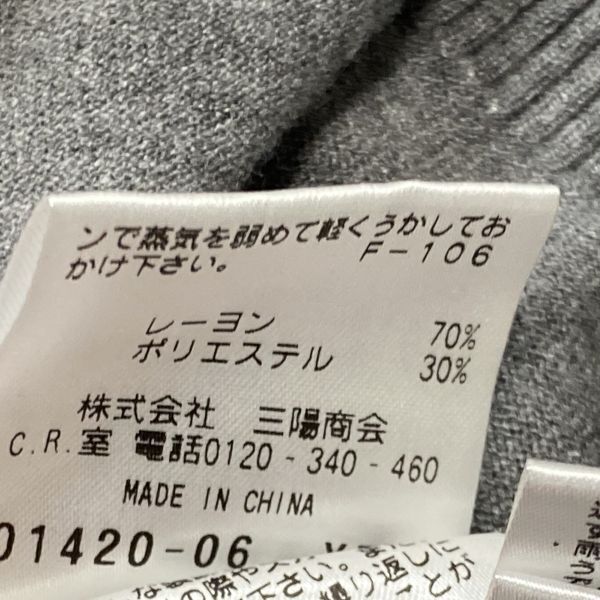 ンで蒸気を弱めて軽くうかしてお
かけ下さい。 F-106
レーヨン 70%
ポリエステル 30%
株式会社 三陽商会
C.R.室 電話0120-340-460
MADE IN CHINA
01420-06